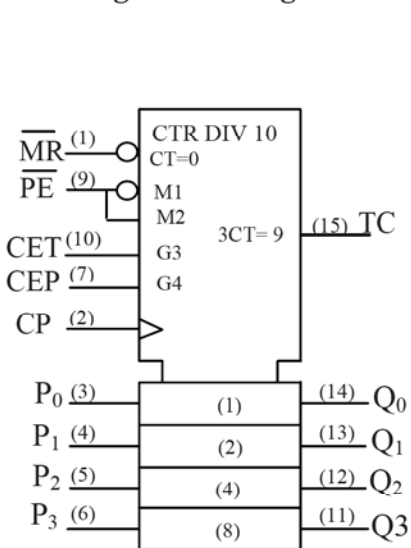 CTR DIV 10
MR (1) CT=0
PE (9) M1
M2
3CT= 9 (15) TC
CET (10) G3
CEP (7) G4
CP (2)
P0 (3) (1) (14) Q0
P1 (4) (2) (13) Q1
P2 (5) (4) (12) Q2
P3 (6) (8) (11) Q3